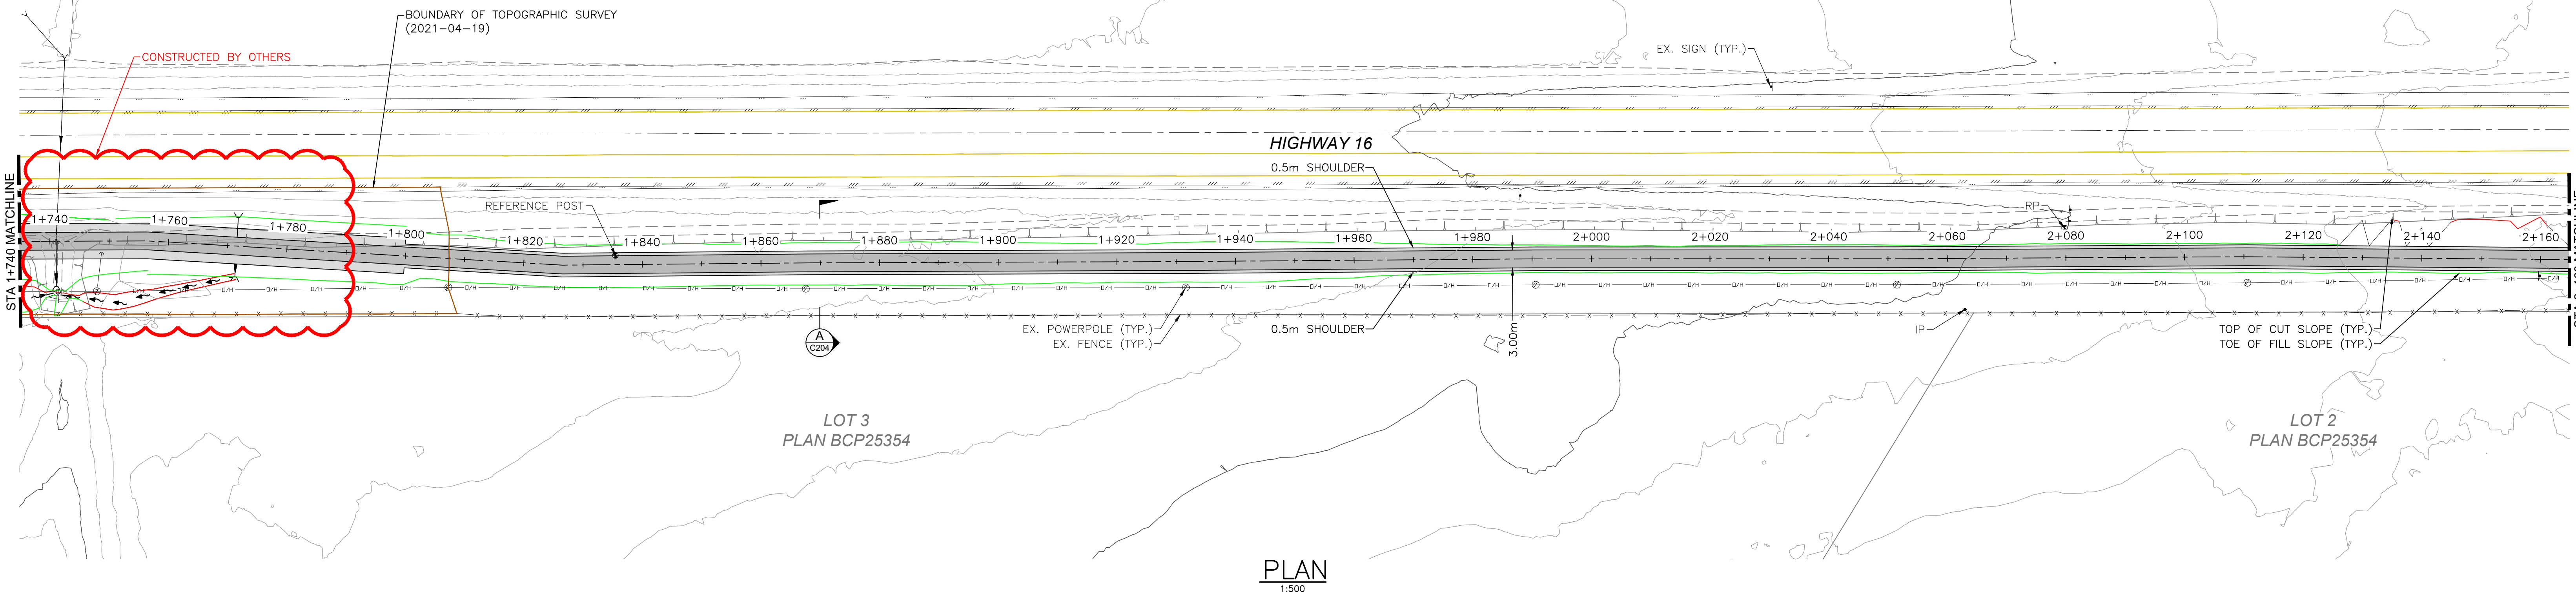 BOUNDARY OF TOPOGRAPHIC SURVEY
(2021-04-19)
CONSTRUCTED BY OTHERS
EX. SIGN (TYP.)
HIGHWAY 16
0.5m SHOULDER
STA 1+740 MATCHLINE
REFERENCE POST
RP
1+740
1+760
1+780
1+800
1+820
1+840
1+860
1+880
1+900
1+920
1+940
1+960
1+980
2+000
2+020
2+040
2+060
2+080
2+100
2+120
2+140
2+160
EX. POWERPOLE (TYP.)
EX. FENCE (TYP.)
0.5m SHOULDER
3.00m
IP
TOP OF CUT SLOPE (TYP.)
TOE OF FILL SLOPE (TYP.)
A
C204
LOT 3
PLAN BCP25354
LOT 2
PLAN BCP25354
PLAN
1:500